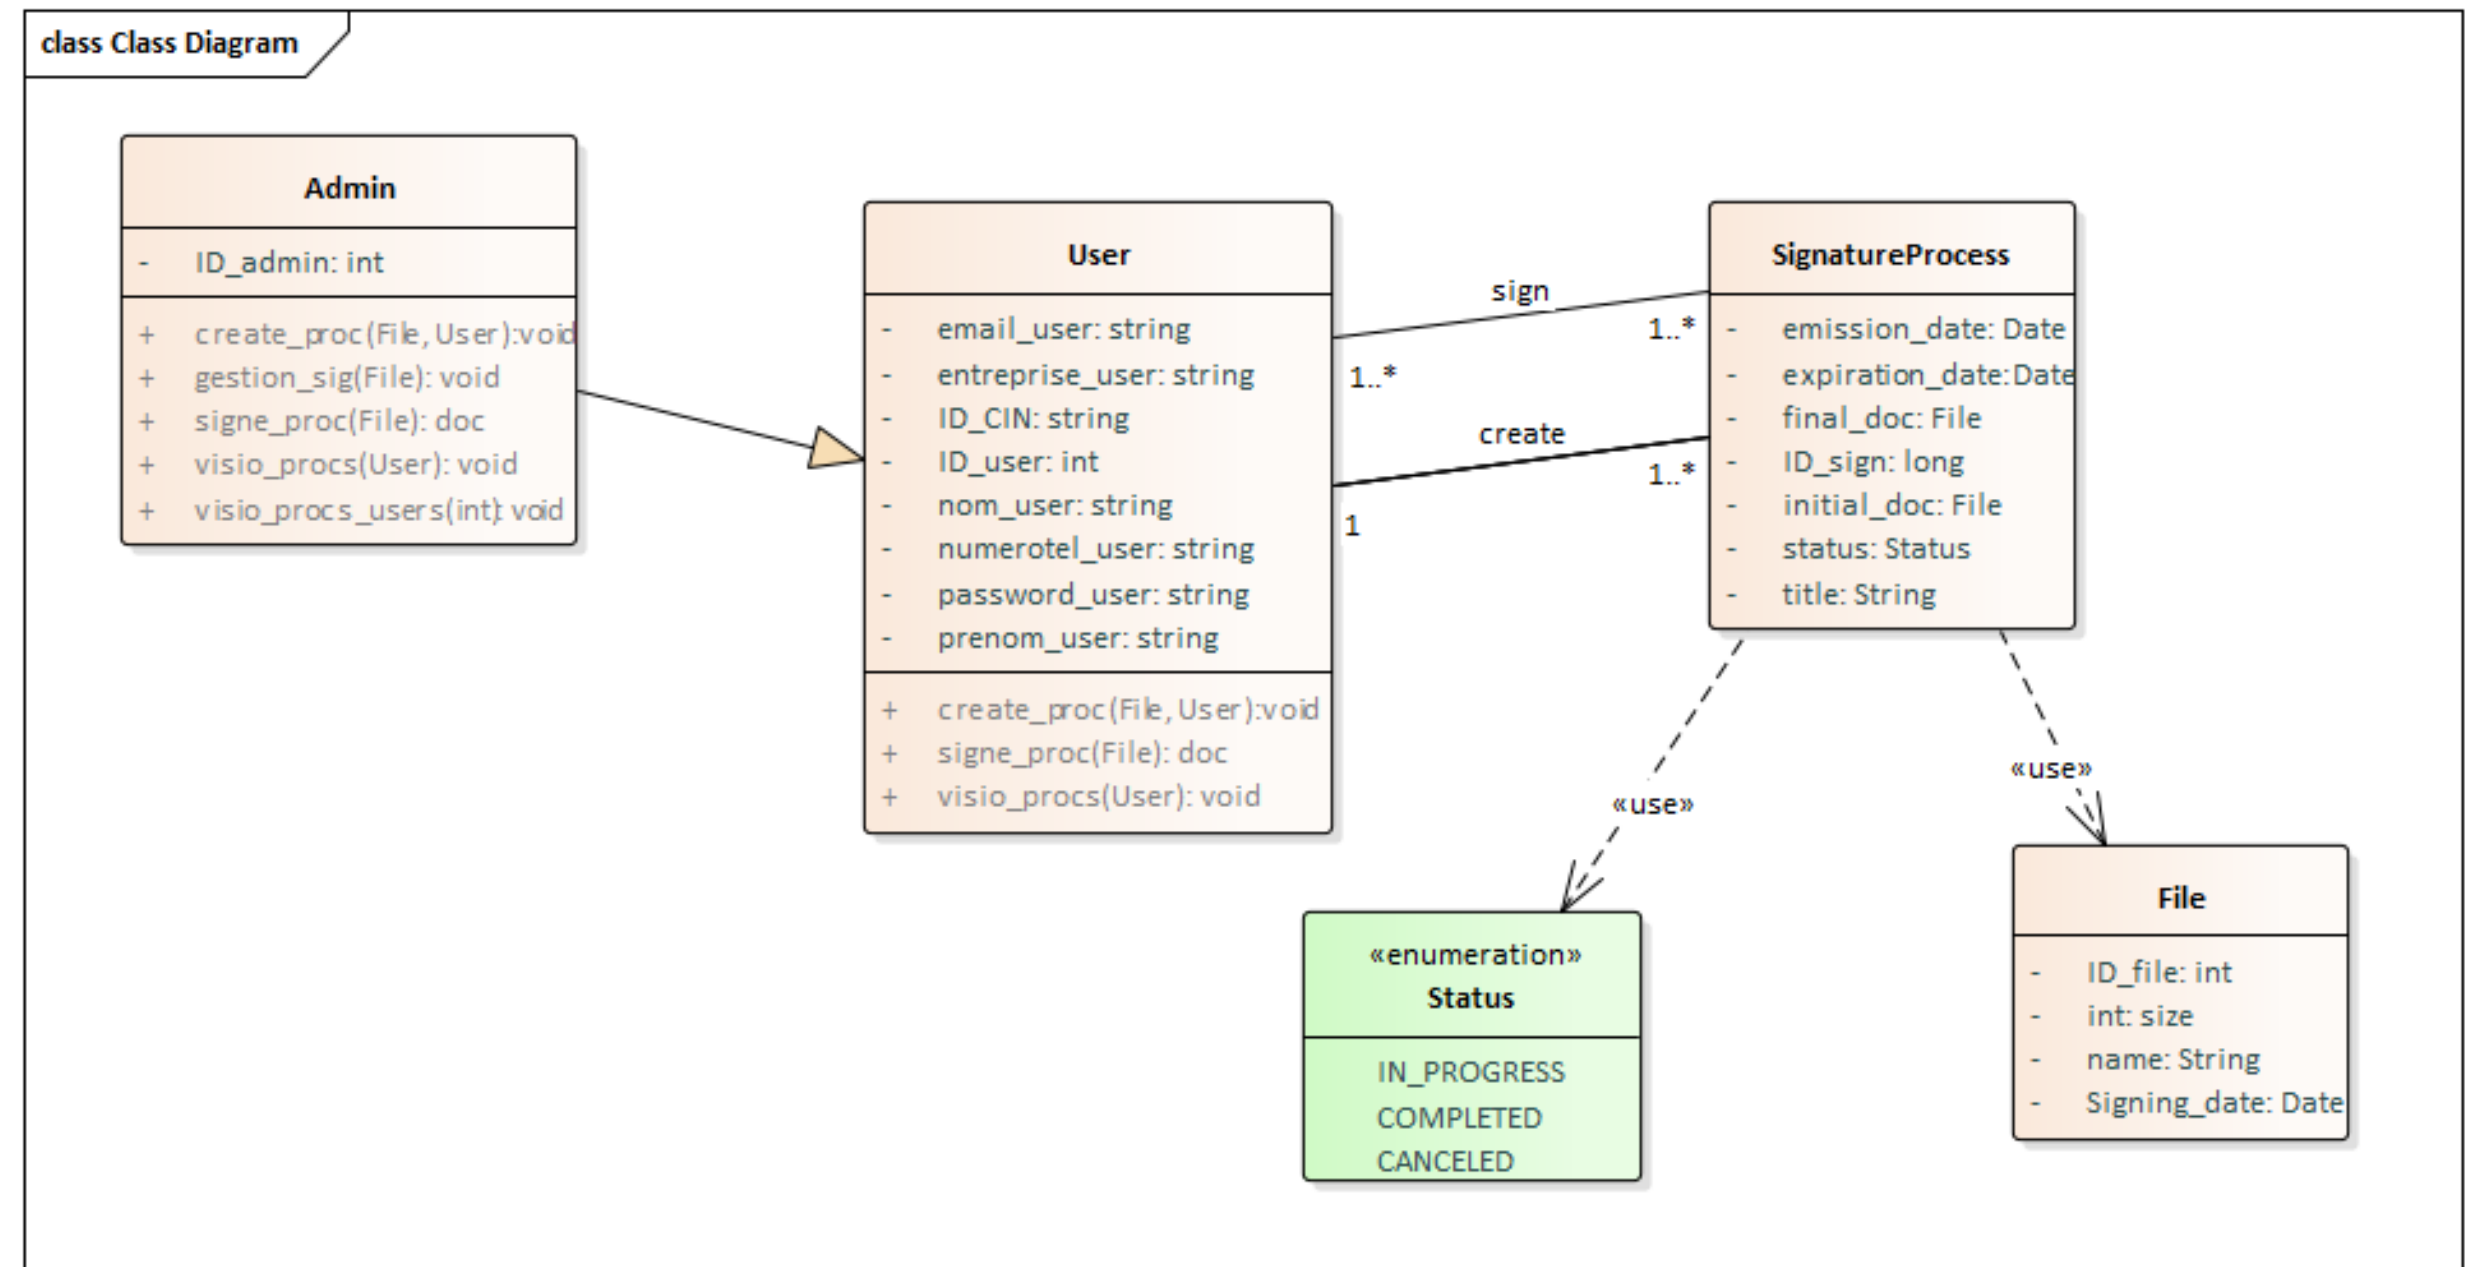 class Class Diagram
Admin
- ID_admin: int
+ create_proc(File, User):void
+ gestion_sig(File): void
+ signe_proc(File): doc
+ visio_procs(User): void
+ visio_procs_users(int): void
User
- email_user: string
- entreprise_user: string
- ID_CIN: string
- ID_user: int
- nom_user: string
- numerotel_user: string
- password_user: string
- prenom_user: string
+ create_proc(File, User):void
+ signe_proc(File): doc
+ visio_procs(User): void
sign
1..*
1..*
create
1..*
1
SignatureProcess
- emission_date: Date
- expiration_date:Date
- final_doc: File
- ID_sign: long
- initial_doc: File
- status: Status
- title: String
«use»
«use»
«enumeration»
Status
IN_PROGRESS
COMPLETED
CANCELED
File
- ID_file: int
- int: size
- name: String
- Signing_date: Date